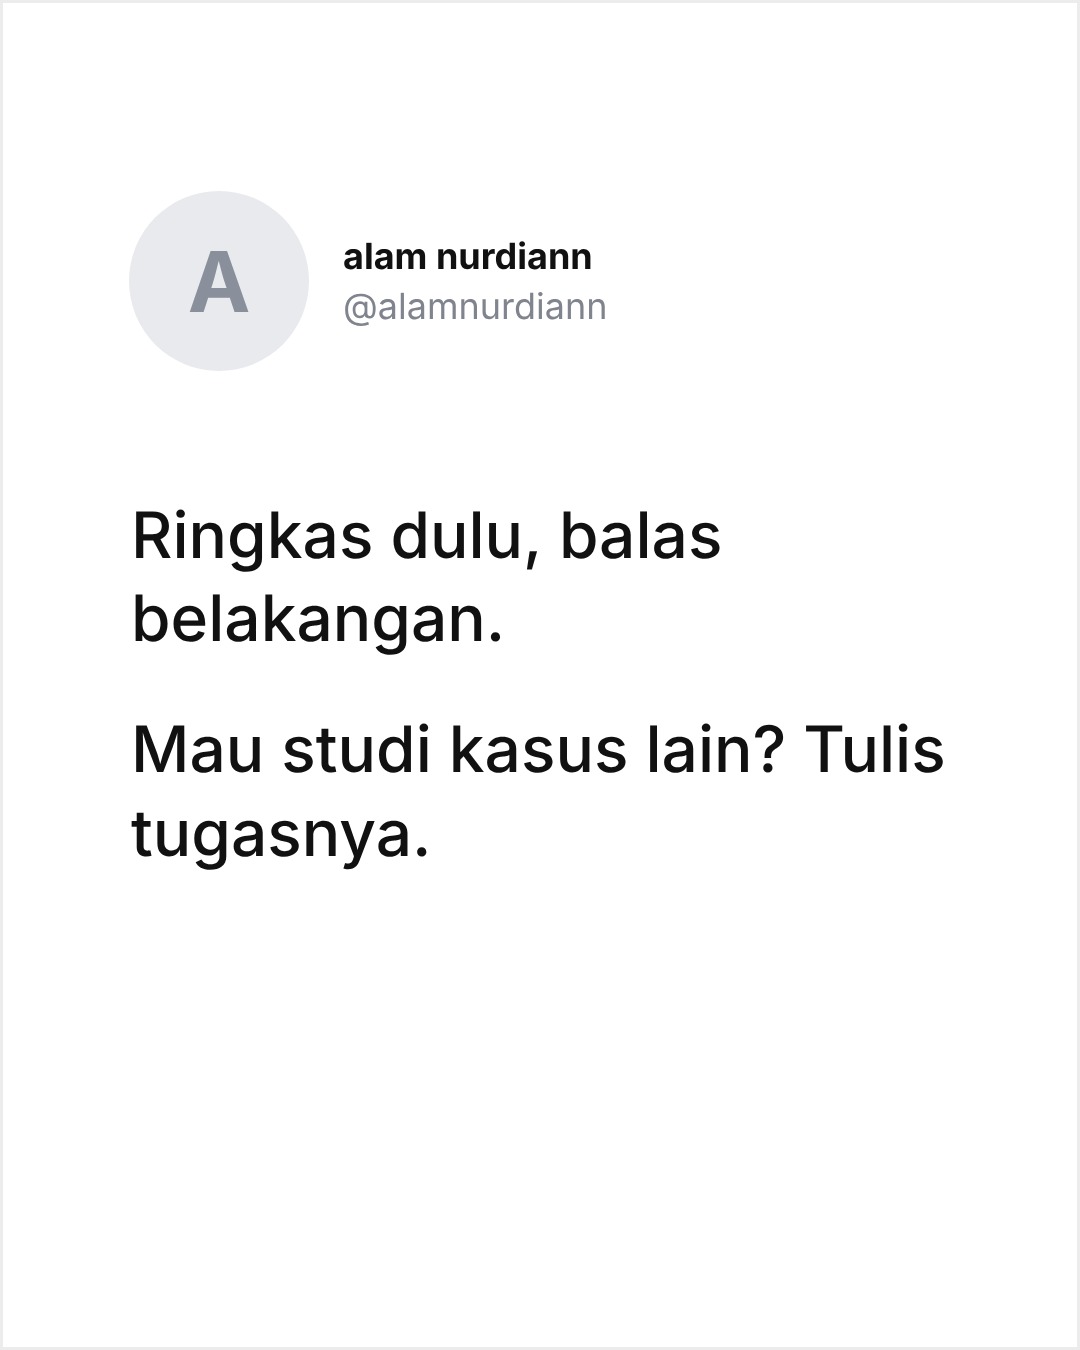 A
alam nurdiann
@alamnurdiann
Ringkas dulu, balas
belakangan.
Mau studi kasus lain? Tulis
tugasnya.